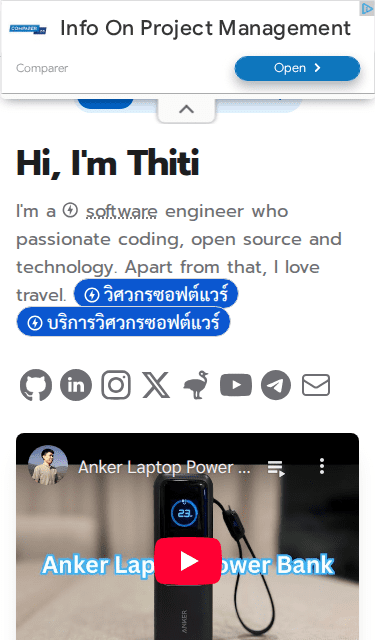 Info On Project Management
Comparer
Open
Hi, I'm Thiti
I'm a software engineer who
passionate coding, open source and
technology. Apart from that, I love
travel. วิศวกรซอฟต์แวร์
บริการวิศวกรซอฟต์แวร์
Anker Laptop Power ...
23
Anker Laptop Power Bank
ANKER